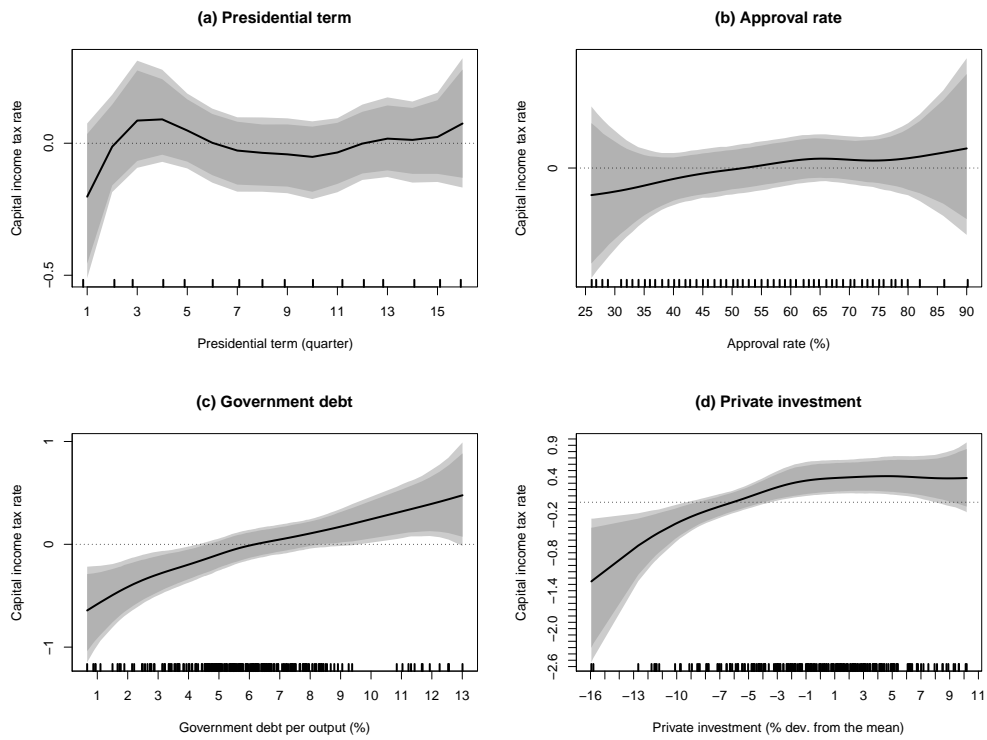 (a) Presidential term
Capital income tax rate
0.0
−0.5
1 3 5 7 9 11 13 15
Presidential term (quarter)
(b) Approval rate
Capital income tax rate
0
25 30 35 40 45 50 55 60 65 70 75 80 85 90
Approval rate (%)
(c) Government debt
Capital income tax rate
1
0
−1
1 2 3 4 5 6 7 8 9 10 11 12 13
Government debt per output (%)
(d) Private investment
Capital income tax rate
0.9
0.4
−0.2
−0.8
−1.4
−2.0
−2.6
−16 −13 −10 −7 −5 −3 −1 1 3 5 7 9 11
Private investment (% dev. from the mean)